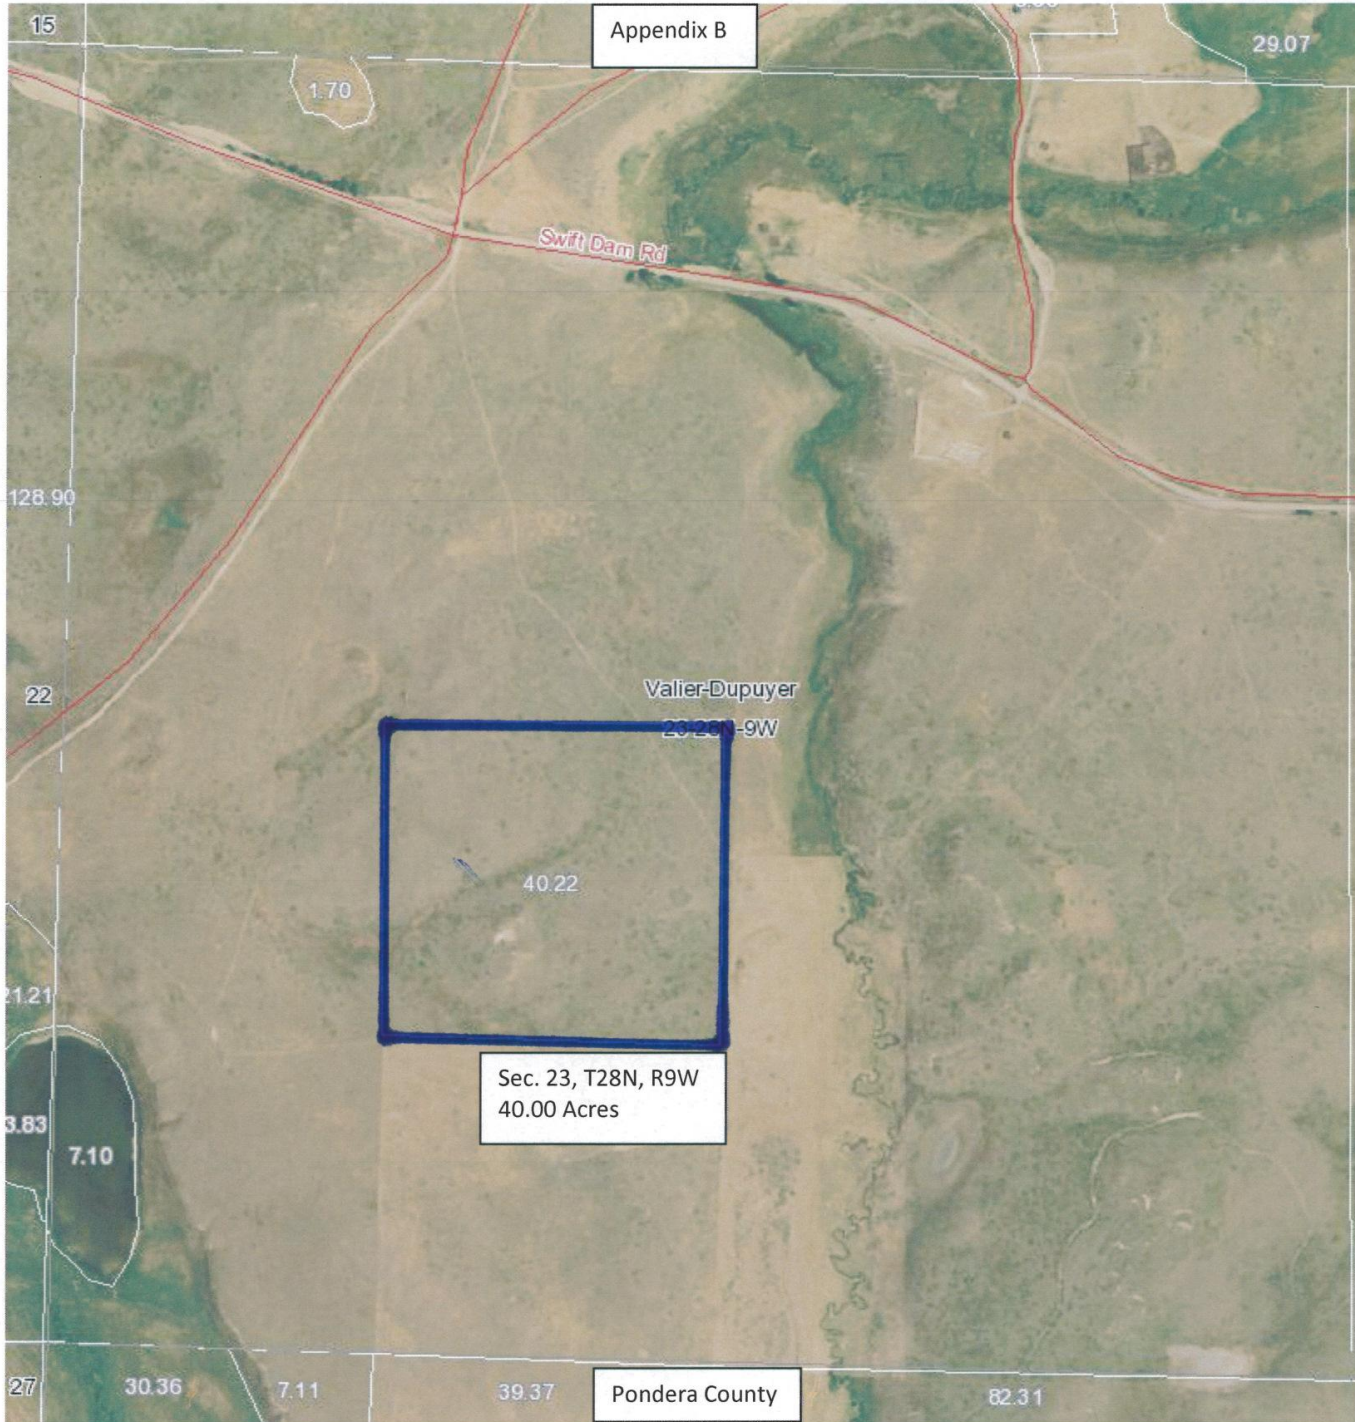 15
Appendix B
29.07
1.70
Swift Dam Rd
128.90
22
Valier-Dupuyer
23-28N-9W
40.22
21.21
Sec. 23, T28N, R9W
40.00 Acres
3.83
7.10
27
30.36
7.11
39.37
Pondera County
82.31